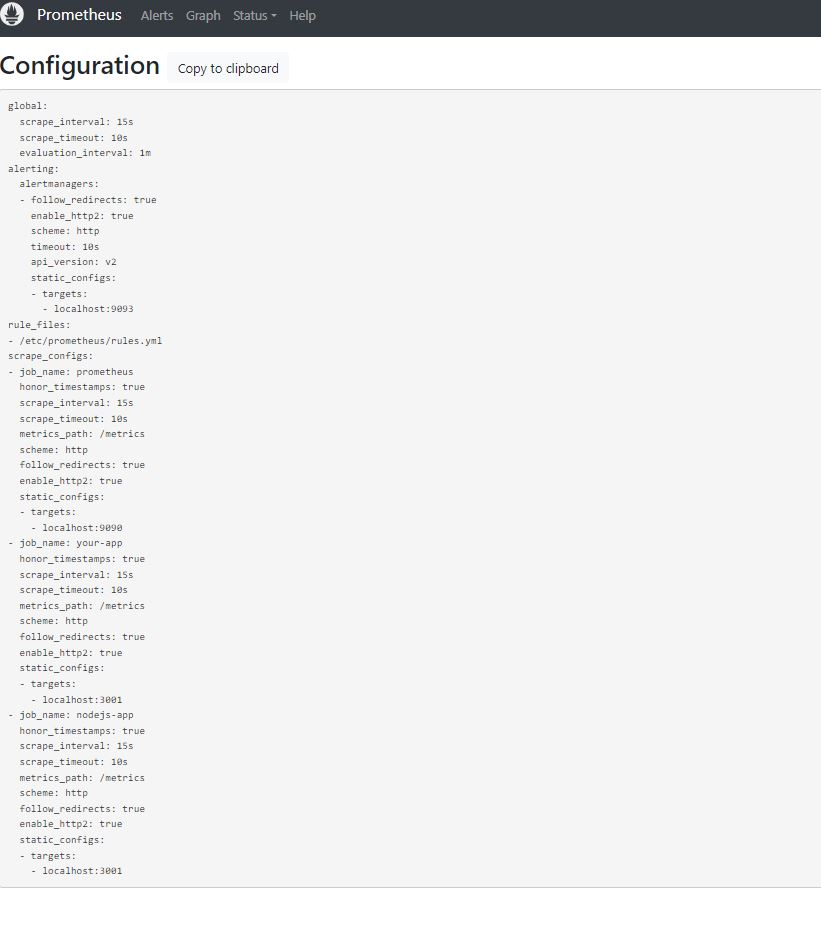 Prometheus Alerts Graph Status Help
Configuration Copy to clipboard
global:
  scrape_interval: 15s
  scrape_timeout: 10s
  evaluation_interval: 1m
alerting:
  alertmanagers:
  - follow_redirects: true
    enable_http2: true
    scheme: http
    timeout: 10s
    api_version: v2
    static_configs:
    - targets:
      - localhost:9093
rule_files:
- /etc/prometheus/rules.yml
scrape_configs:
- job_name: prometheus
  honor_timestamps: true
  scrape_interval: 15s
  scrape_timeout: 10s
  metrics_path: /metrics
  scheme: http
  follow_redirects: true
  enable_http2: true
  static_configs:
  - targets:
    - localhost:9090
- job_name: your-app
  honor_timestamps: true
  scrape_interval: 15s
  scrape_timeout: 10s
  metrics_path: /metrics
  scheme: http
  follow_redirects: true
  enable_http2: true
  static_configs:
  - targets:
    - localhost:3001
- job_name: nodejs-app
  honor_timestamps: true
  scrape_interval: 15s
  scrape_timeout: 10s
  metrics_path: /metrics
  scheme: http
  follow_redirects: true
  enable_http2: true
  static_configs:
  - targets:
    - localhost:3001